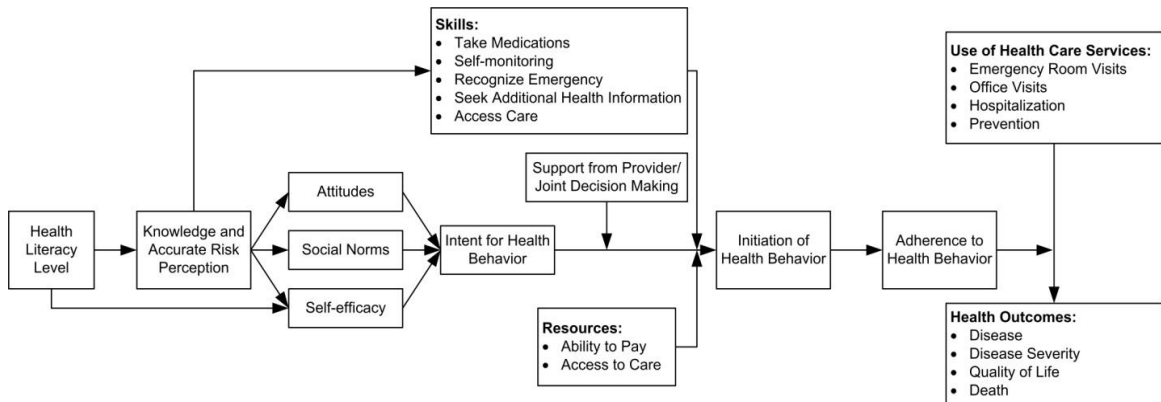 Skills:
• Take Medications
• Self-monitoring
• Recognize Emergency
• Seek Additional Health Information
• Access Care
Use of Health Care Services:
• Emergency Room Visits
• Office Visits
• Hospitalization
• Prevention
Support from Provider/
Joint Decision Making
Health
Literacy
Level
Knowledge and
Accurate Risk
Perception
Attitudes
Social Norms
Self-efficacy
Intent for Health
Behavior
Initiation of
Health Behavior
Adherence to
Health Behavior
Resources:
• Ability to Pay
• Access to Care
Health Outcomes:
• Disease
• Disease Severity
• Quality of Life
• Death